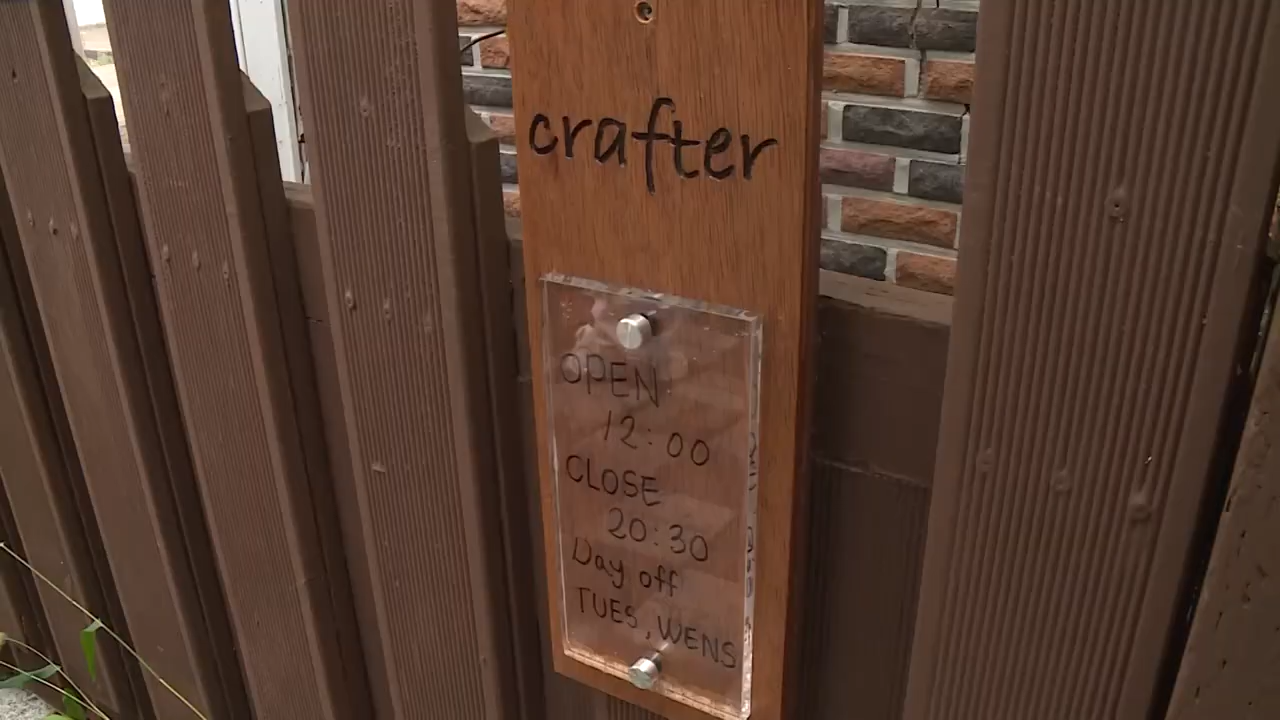 crafter
OPEN
12:00
CLOSE
20:30
Day off
TUES, WENS